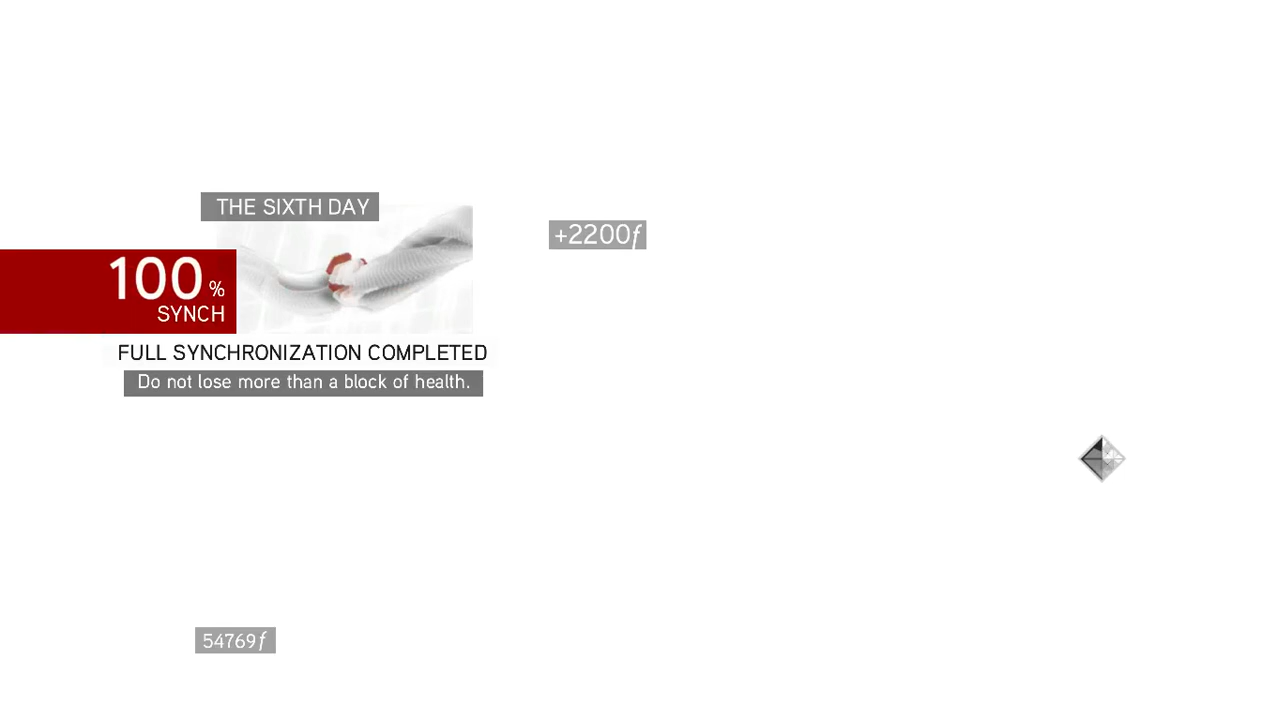 THE SIXTH DAY
+2200ƒ
100%
SYNCH
FULL SYNCHRONIZATION COMPLETED
Do not lose more than a block of health.
54769ƒ